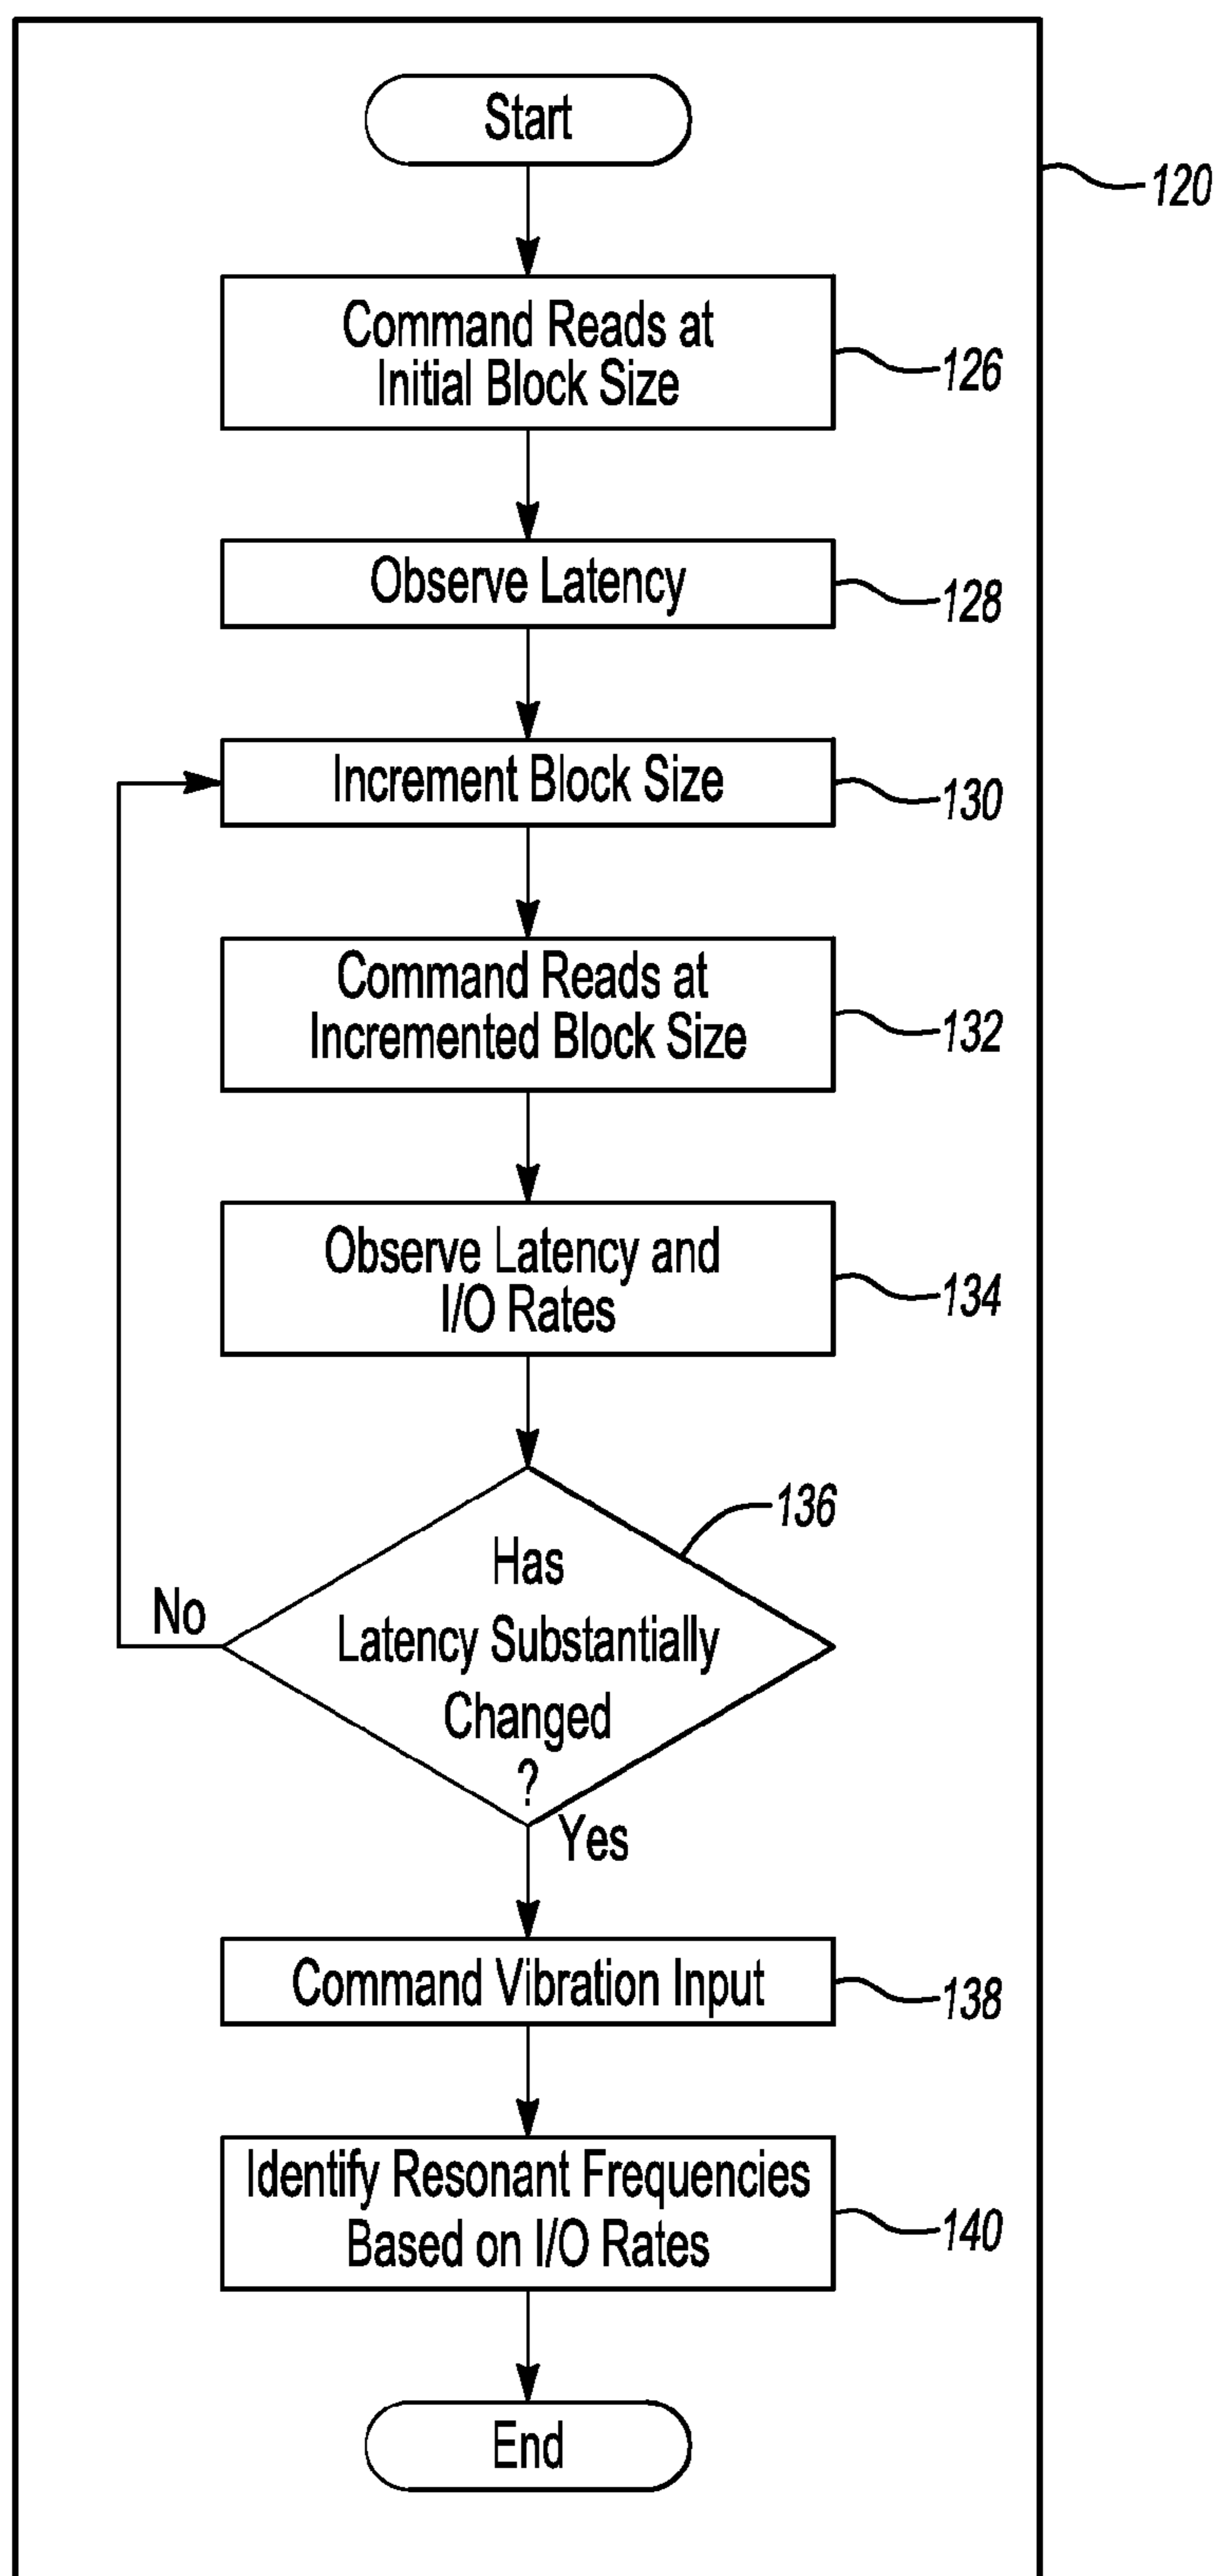 Start
120
Command Reads at
Initial Block Size
126
Observe Latency
128
Increment Block Size
130
Command Reads at
Incremented Block Size
132
Observe Latency and
I/O Rates
134
136
Has
Latency Substantially
Changed
?
No
Yes
Command Vibration Input
138
Identify Resonant Frequencies
Based on I/O Rates
140
End